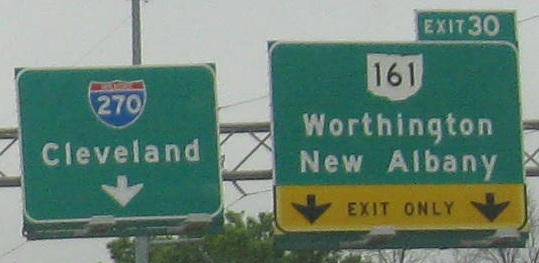 270
Cleveland
EXIT 30
161
Worthington
New Albany
EXIT ONLY